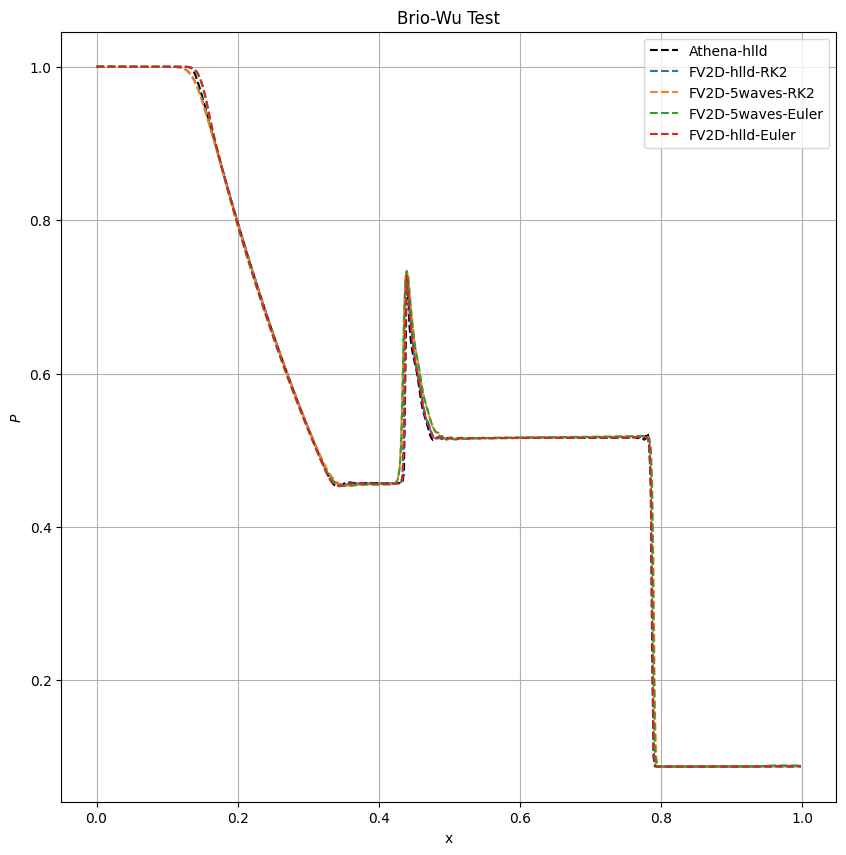 Brio-Wu Test
Athena-hlld
FV2D-hlld-RK2
FV2D-5waves-RK2
FV2D-5waves-Euler
FV2D-hlld-Euler
1.0
0.8
0.6
0.4
0.2
P
0.0
0.2
0.4
0.6
0.8
1.0
x